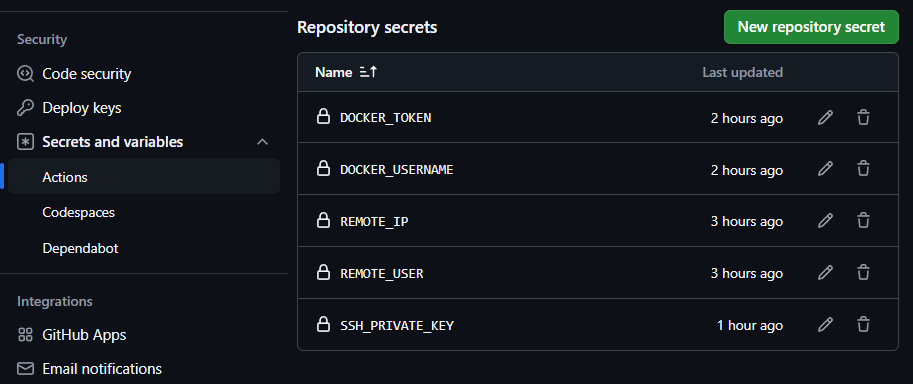 Security
Code security
Deploy keys
Secrets and variables
Actions
Codespaces
Dependabot
Integrations
GitHub Apps
Email notifications
Repository secrets
New repository secret
Name Last updated
DOCKER_TOKEN 2 hours ago
DOCKER_USERNAME 2 hours ago
REMOTE_IP 3 hours ago
REMOTE_USER 3 hours ago
SSH_PRIVATE_KEY 1 hour ago